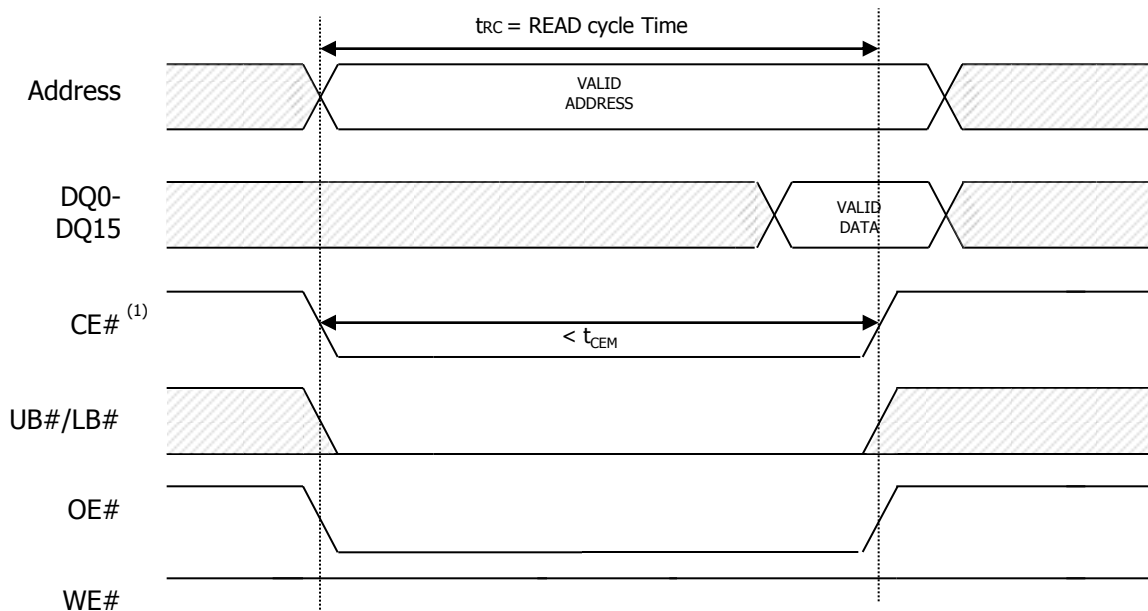 tRC = READ cycle Time
Address
VALID
ADDRESS
DQ0-
DQ15
VALID
DATA
CE# (1)
< tCEM
UB#/LB#
OE#
WE#